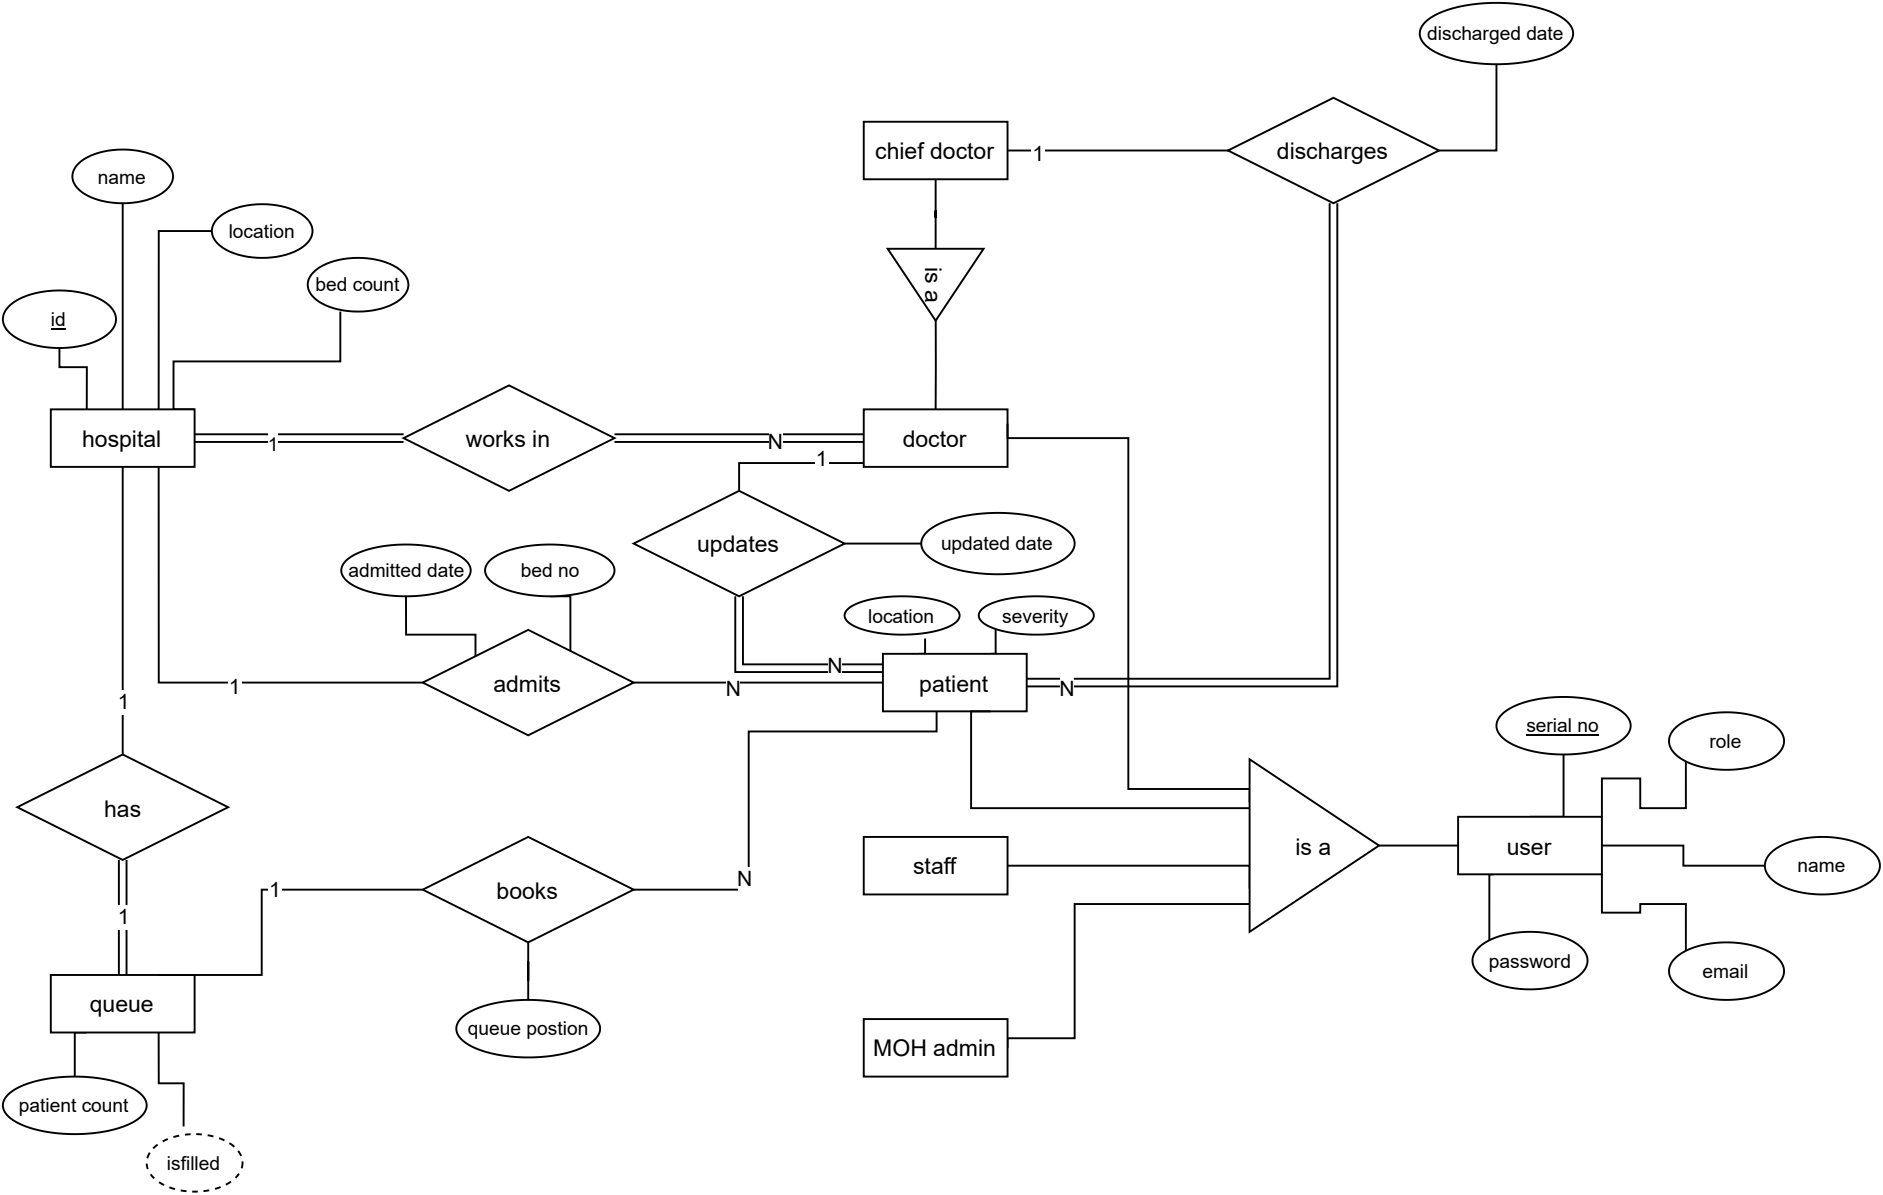 discharged date
chief doctor
1
discharges
name
location
is a
bed count
id
hospital
1
works in
N
doctor
1
updates
updated date
admitted date
bed no
location
severity
N
1
admits
N
patient
N
1
serial no
role
has
is a
user
staff
name
1
books
N
1
password
email
queue
queue postion
MOH admin
patient count
isfilled